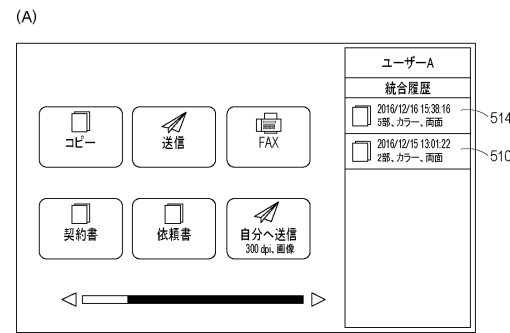 (A)
ユーザーA
統合履歴
2016/12/16 15:38:16
5部、カラー、両面
514
2016/12/15 13:01:22
2部、カラー、両面
510
コピー
送信
FAX
契約書
依頼書
自分へ送信
300 dpi、画像